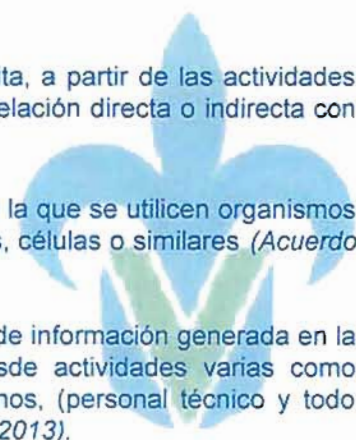 lta, a partir de las actividades
elación directa o indirecta con
la que se utilicen organismos
s, células o similares (Acuerdo
de información generada en la
sde actividades varias como
nos, (personal técnico y todo
2013).